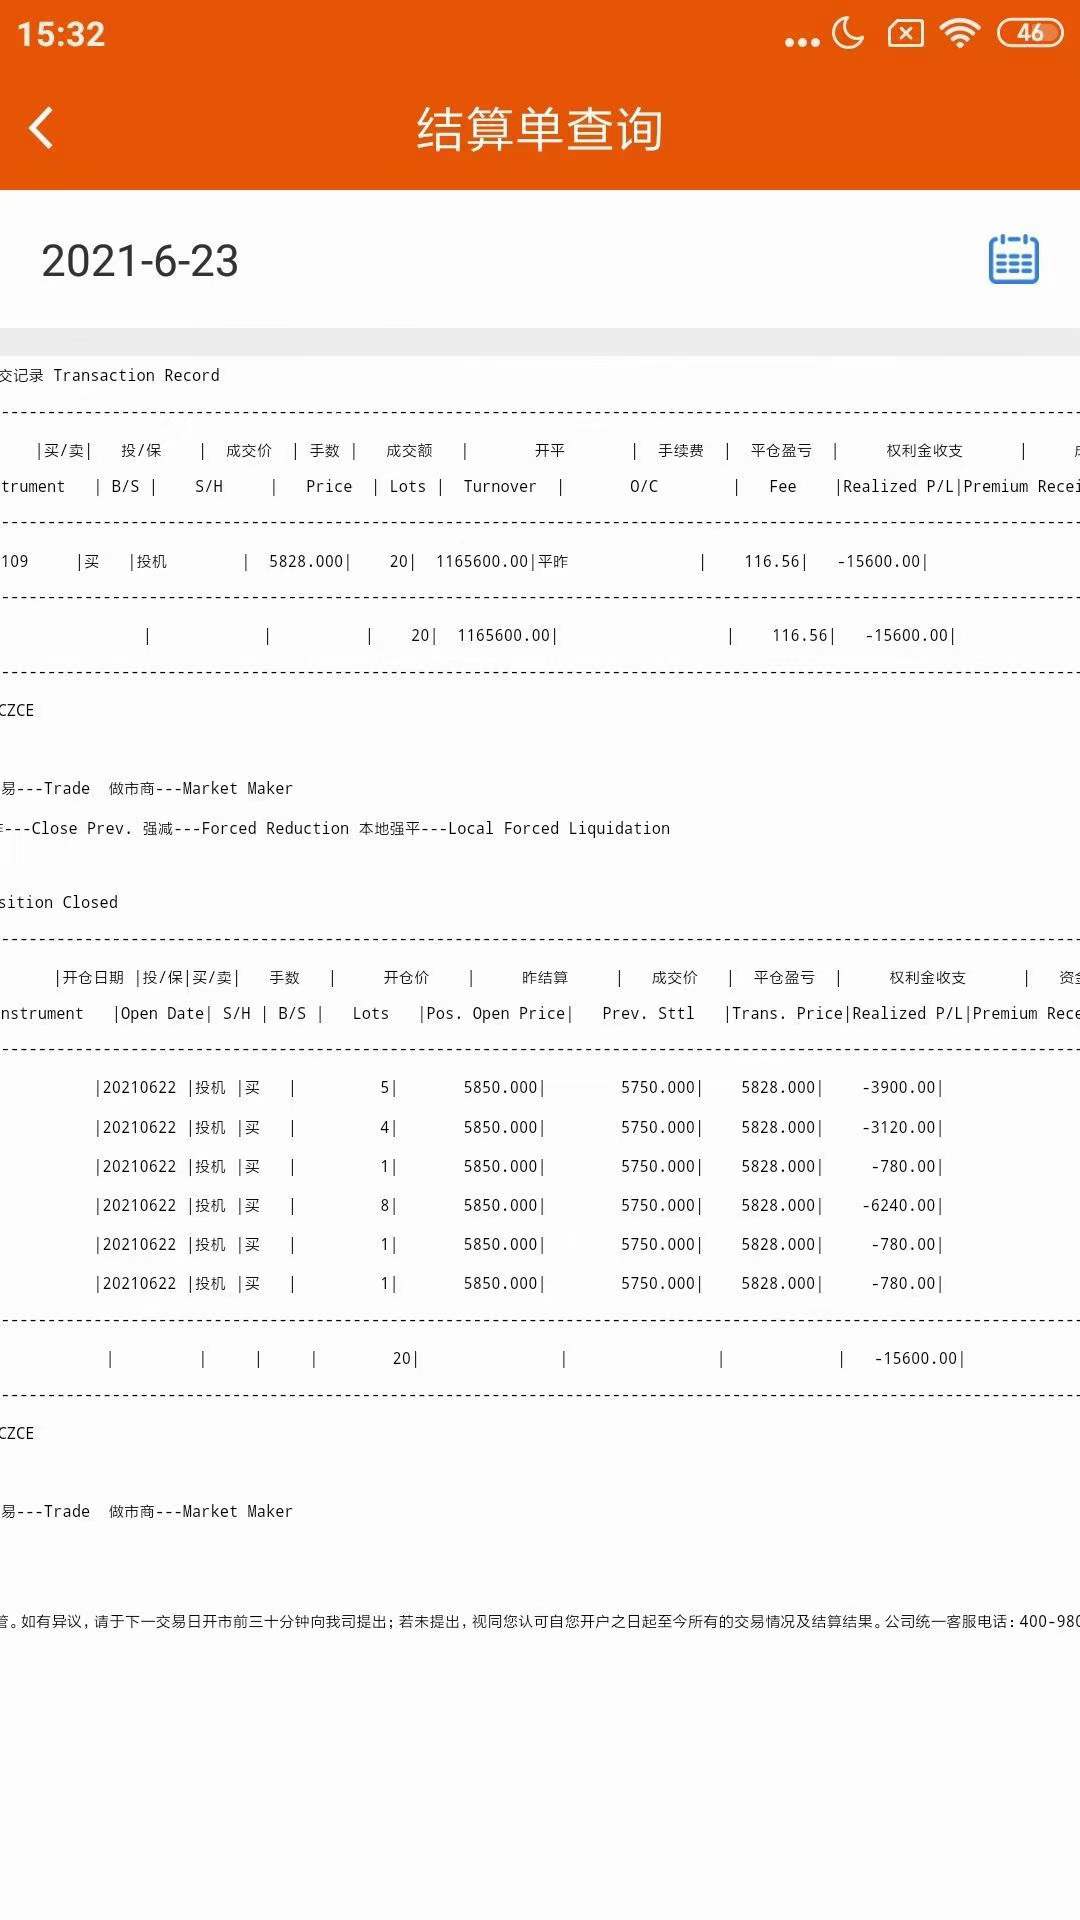 15:32
46
结算单查询
2021-6-23
交记录 Transaction Record
|买/卖| 投/保 | 成交价 | 手数 | 成交额 | 开平 | 手续费 | 平仓盈亏 | 权利金收支 |
trument | B/S | S/H | Price | Lots | Turnover | O/C | Fee |Realized P/L|Premium Recei
109 |买 |投机 | 5828.000| 20| 1165600.00|平昨 | 116.56| -15600.00|
| | | 20| 1165600.00| | 116.56| -15600.00|
CZCE
易---Trade 做市商---Market Maker
---Close Prev. 强减---Forced Reduction 本地强平---Local Forced Liquidation
sition Closed
|开仓日期 |投/保|买/卖| 手数 | 开仓价 | 昨结算 | 成交价 | 平仓盈亏 | 权利金收支 | 资金
nstrument |Open Date| S/H | B/S | Lots |Pos. Open Price| Prev. Sttl |Trans. Price|Realized P/L|Premium Rece
|20210622 |投机 |买 | 5| 5850.000| 5750.000| 5828.000| -3900.00|
|20210622 |投机 |买 | 4| 5850.000| 5750.000| 5828.000| -3120.00|
|20210622 |投机 |买 | 1| 5850.000| 5750.000| 5828.000| -780.00|
|20210622 |投机 |买 | 8| 5850.000| 5750.000| 5828.000| -6240.00|
|20210622 |投机 |买 | 1| 5850.000| 5750.000| 5828.000| -780.00|
|20210622 |投机 |买 | 1| 5850.000| 5750.000| 5828.000| -780.00|
| | | | 20| | | | -15600.00|
CZCE
易---Trade 做市商---Market Maker
管。如有异议，请于下一交易日开市前三十分钟向我司提出；若未提出，视同您认可自您开户之日起至今所有的交易情况及结算结果。公司统一客服电话：400-980